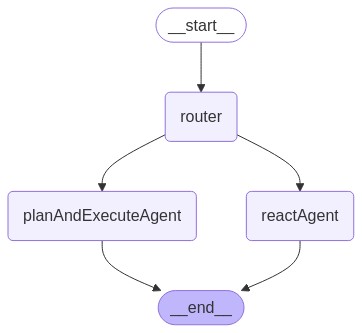 __start__
router
planAndExecuteAgent
reactAgent
__end__